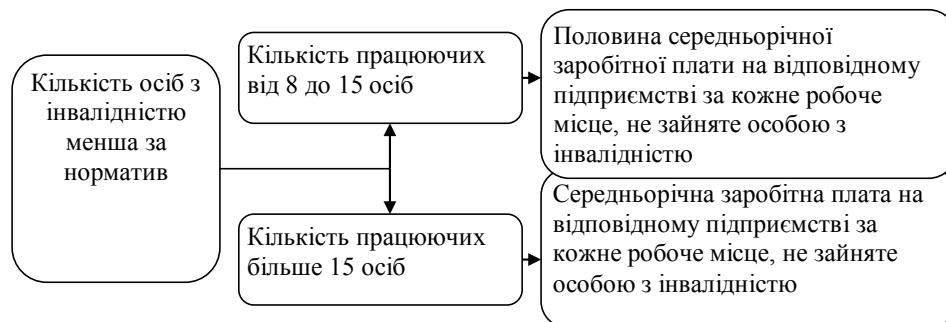 Кількість осіб з
інвалідністю
менша за
норматив
Кількість працюючих
від 8 до 15 осіб
Половина середньорічної
заробітної плати на відповідному
підприємстві за кожне робоче
місце, не зайняте особою з
інвалідністю
Кількість працюючих
більше 15 осіб
Середньорічна заробітна плата на
відповідному підприємстві за
кожне робоче місце, не зайняте
особою з інвалідністю